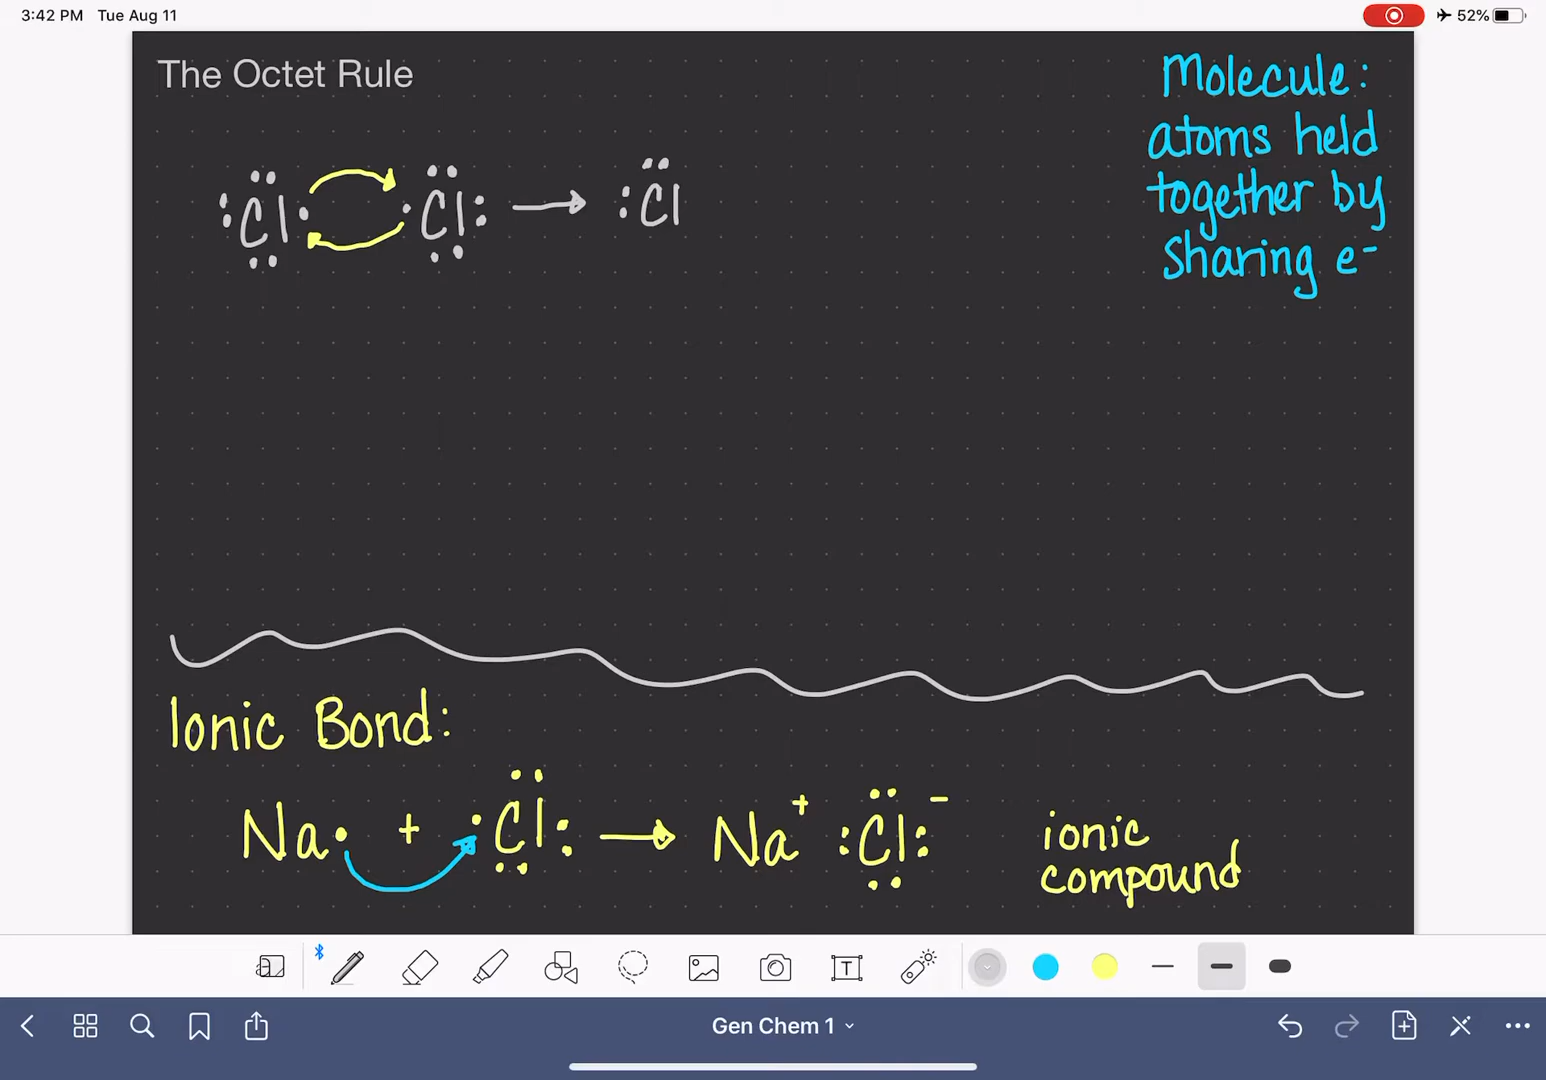 3:42 PM Tue Aug 11
52%
The Octet Rule
Molecule:
atoms held
together by
sharing e-
Cl Cl → Cl
Ionic Bond:
Na + Cl → Na+ Cl-
ionic
compound
T
Gen Chem 1